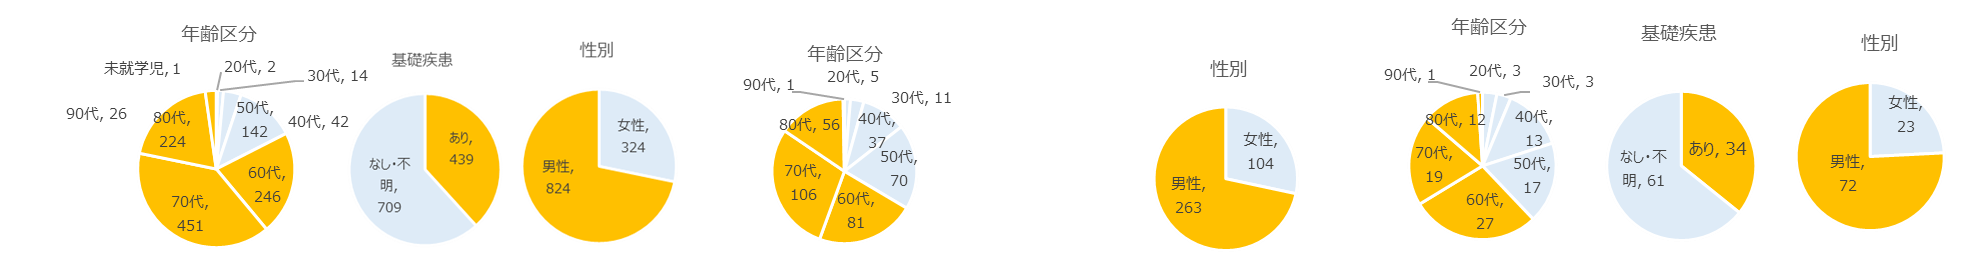 年齢区分
未就学児, 1
20代, 2
30代, 14
90代, 26
80代,
224
50代,
142
40代, 42
60代,
246
70代,
451
基礎疾患
あり,
439
なし・不
明,
709
性別
女性,
324
男性,
824
年齢区分
90代, 1
20代, 5
30代, 11
80代, 56
40代,
37
50代,
70
70代,
106
60代,
81
性別
女性,
104
男性,
263
年齢区分
90代, 1
20代, 3
30代, 3
80代, 12
40代,
13
70代,
19
50代,
17
60代,
27
基礎疾患
あり, 34
なし・不
明, 61
性別
女性,
23
男性,
72